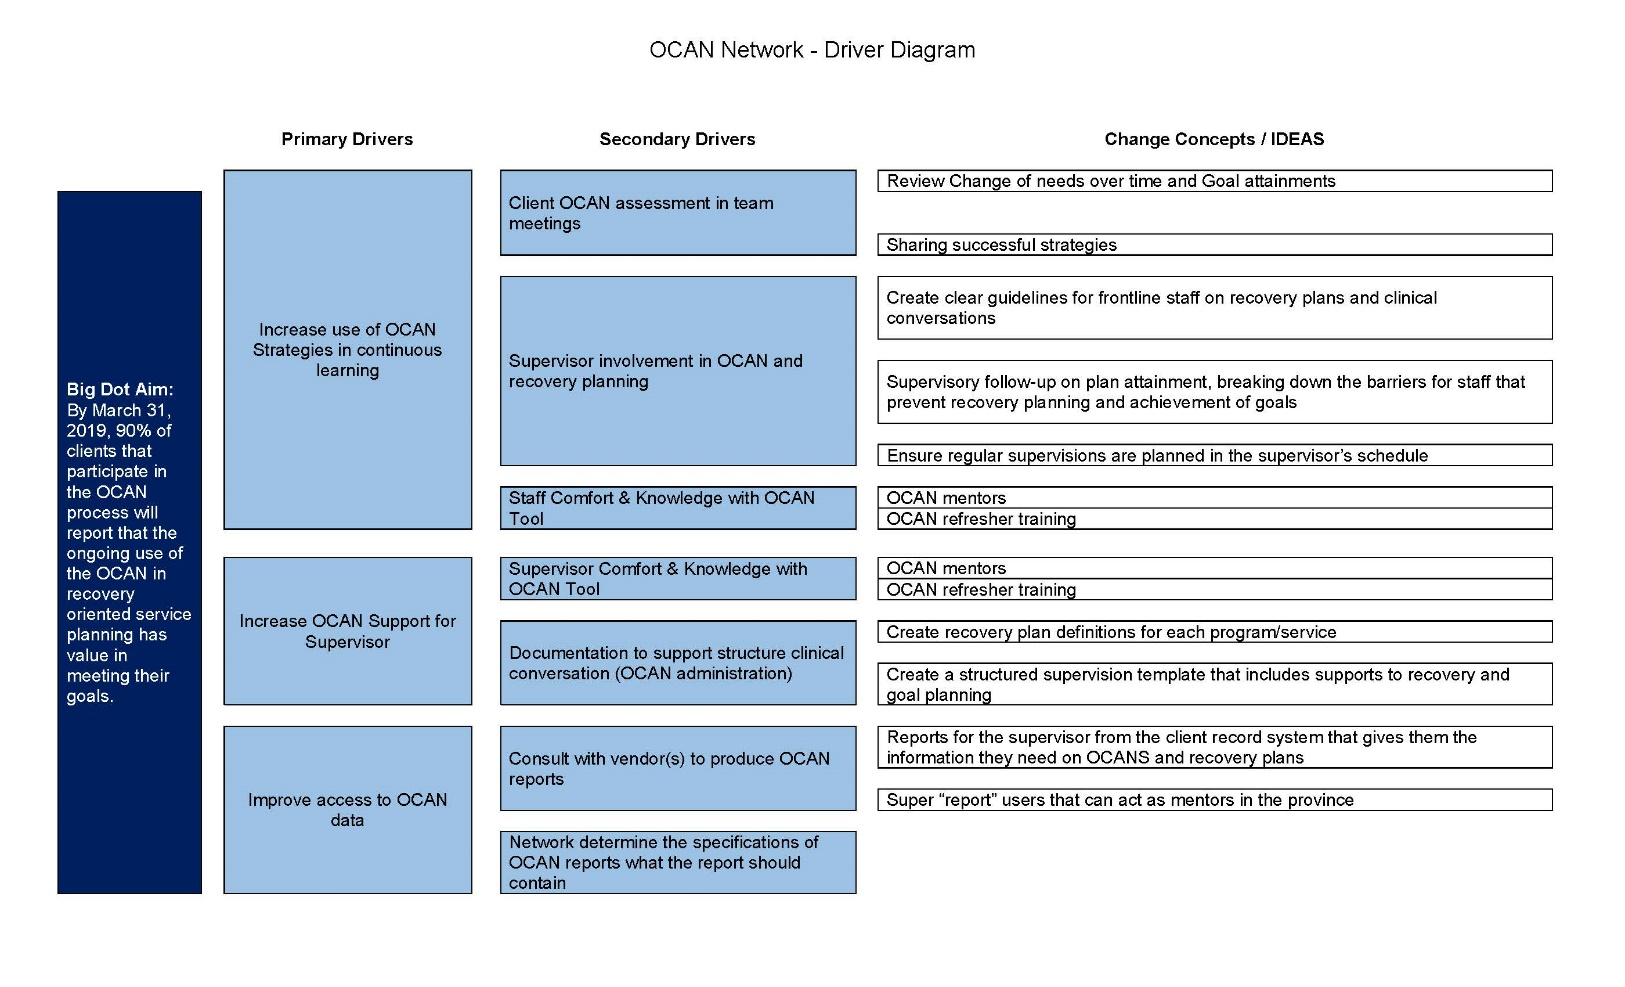 OCAN Network - Driver Diagram
Primary Drivers
Secondary Drivers
Change Concepts / IDEAS
Big Dot Aim:
By March 31,
2019, 90% of
clients that
participate in
the OCAN
process will
report that the
ongoing use of
the OCAN in
recovery
oriented service
planning has
value in
meeting their
goals.
Increase use of OCAN
Strategies in continuous
learning
Client OCAN assessment in team
meetings
Review Change of needs over time and Goal attainments
Sharing successful strategies
Supervisor involvement in OCAN and
recovery planning
Create clear guidelines for frontline staff on recovery plans and clinical
conversations
Supervisory follow-up on plan attainment, breaking down the barriers for staff that
prevent recovery planning and achievement of goals
Ensure regular supervisions are planned in the supervisor’s schedule
Staff Comfort & Knowledge with OCAN
Tool
OCAN mentors
OCAN refresher training
Increase OCAN Support for
Supervisor
Supervisor Comfort & Knowledge with
OCAN Tool
OCAN mentors
OCAN refresher training
Documentation to support structure clinical
conversation (OCAN administration)
Create recovery plan definitions for each program/service
Create a structured supervision template that includes supports to recovery and
goal planning
Improve access to OCAN
data
Consult with vendor(s) to produce OCAN
reports
Reports for the supervisor from the client record system that gives them the
information they need on OCANS and recovery plans
Super “report” users that can act as mentors in the province
Network determine the specifications of
OCAN reports what the report should
contain